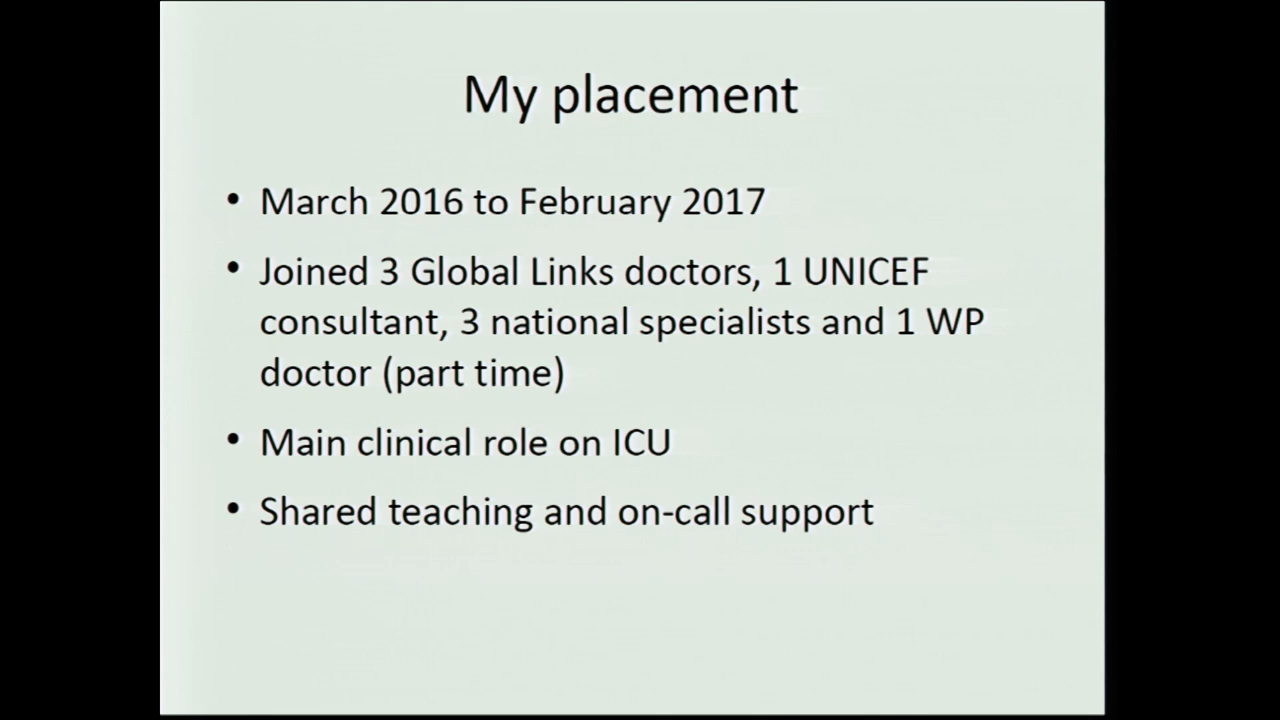 My placement
• March 2016 to February 2017
• Joined 3 Global Links doctors, 1 UNICEF
consultant, 3 national specialists and 1 WP
doctor (part time)
• Main clinical role on ICU
• Shared teaching and on-call support